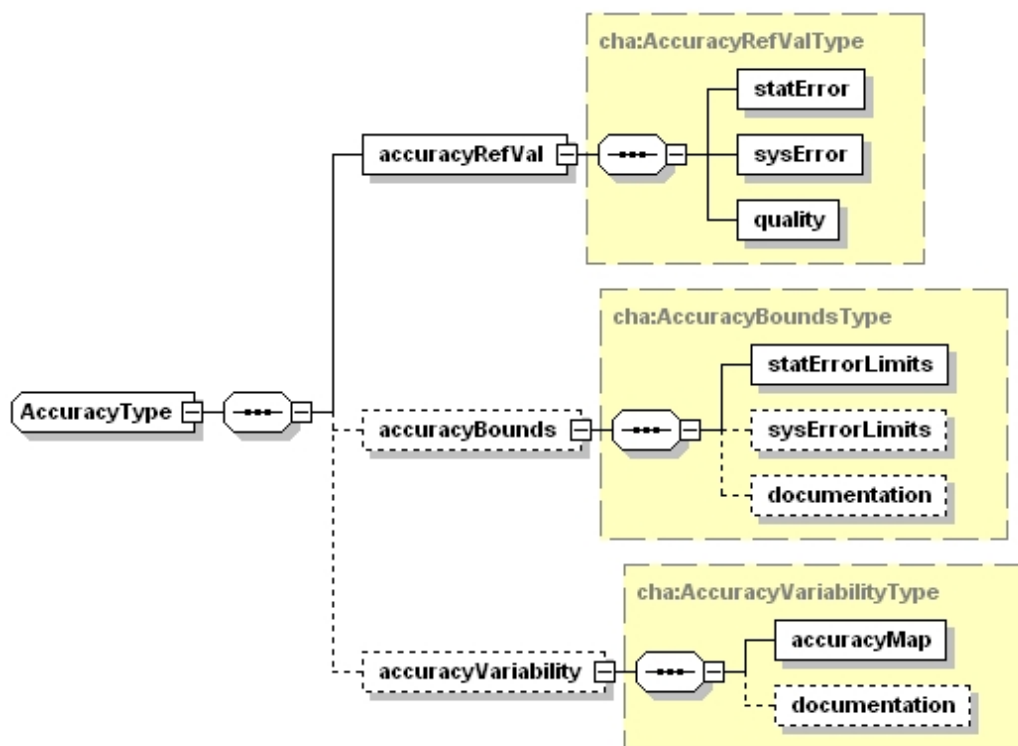 cha:AccuracyRefValType
statError
accuracyRefVal
sysError
quality
cha:AccuracyBoundsType
statErrorLimits
AccuracyType
accuracyBounds
sysErrorLimits
documentation
cha:AccuracyVariabilityType
accuracyMap
accuracyVariability
documentation